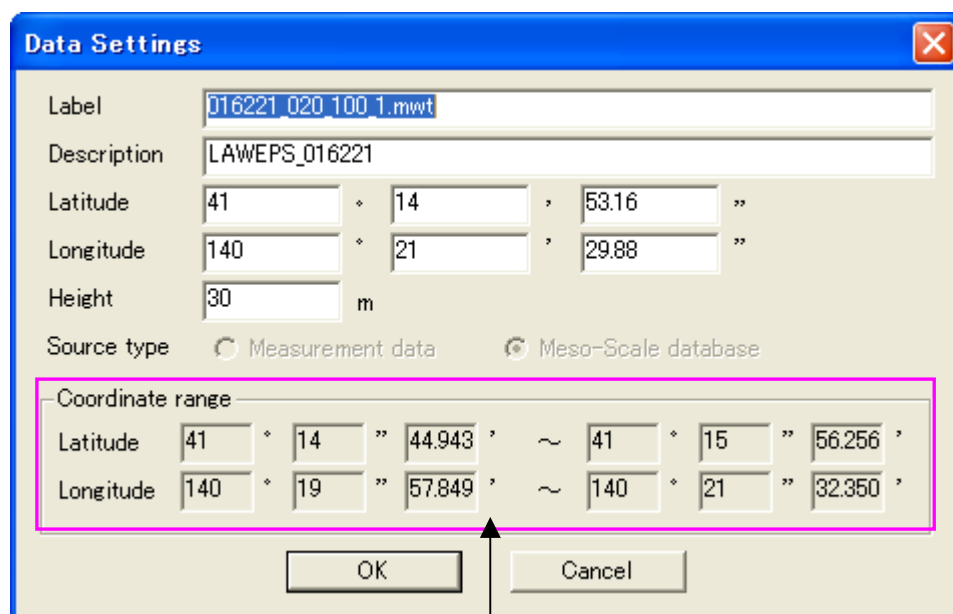 Data Settings
Label 016221_020_100_1.mwt
Description LAWEPS_016221
Latitude 41 ° 14 ’ 53.16 ”
Longitude 140 ° 21 ’ 29.88 ”
Height 30 m
Source type Measurement data Meso-Scale database
Coordinate range
Latitude 41 ° 14 ” 44.943 ’ ～ 41 ° 15 ” 56.256 ’
Longitude 140 ° 19 ” 57.849 ’ ～ 140 ° 21 ” 32.350 ’
OK Cancel